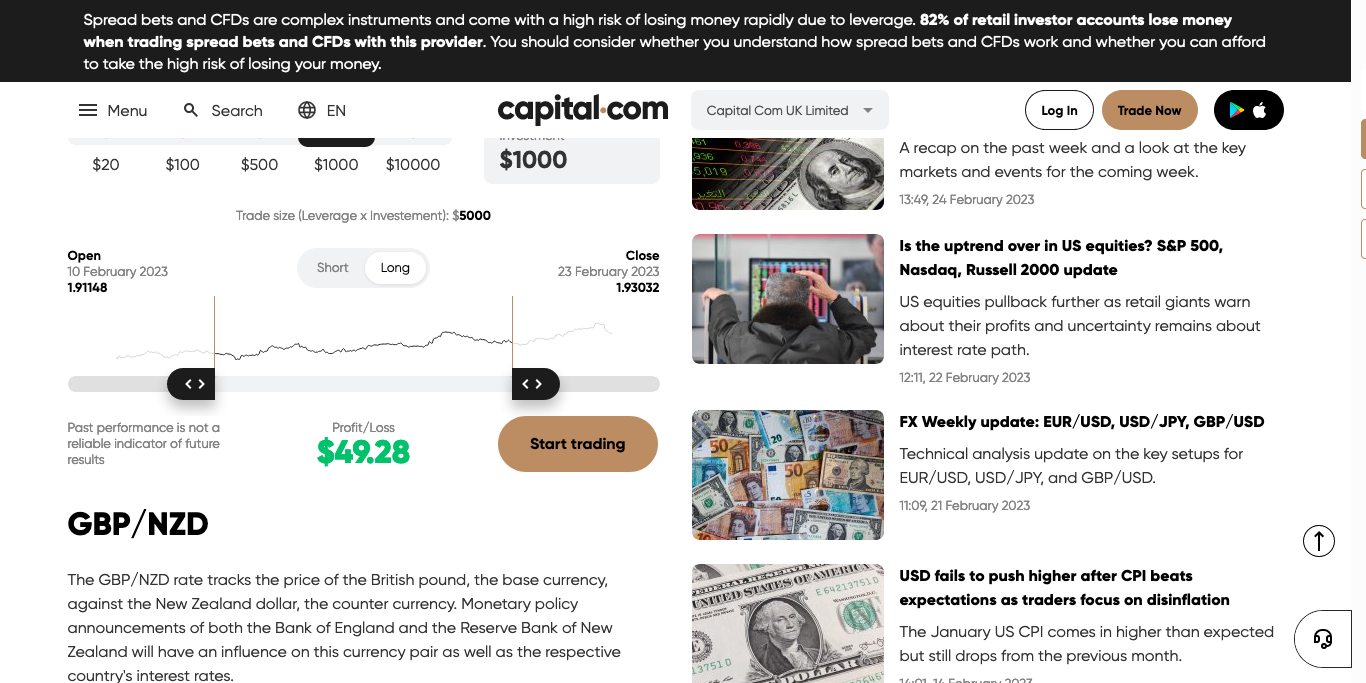 Spread bets and CFDs are complex instruments and come with a high risk of losing money rapidly due to leverage. 82% of retail investor accounts lose money
when trading spread bets and CFDs with this provider. You should consider whether you understand how spread bets and CFDs work and whether you can afford
to take the high risk of losing your money.
Menu
Search
EN
capital.com
Capital Com UK Limited
Log In
Trade Now
$20
$100
$500
$1000
$10000
Investment
$1000
Trade size (Leverage x Investement): $5000
Open
10 February 2023
1.91148
Short
Long
Close
23 February 2023
1.93032
Past performance is not a
reliable indicator of future
results
Profit/Loss
$49.28
Start trading
GBP/NZD
The GBP/NZD rate tracks the price of the British pound, the base currency,
against the New Zealand dollar, the counter currency. Monetary policy
announcements of both the Bank of England and the Reserve Bank of New
Zealand will have an influence on this currency pair as well as the respective
country's interest rates.
A recap on the past week and a look at the key
markets and events for the coming week.
13:49, 24 February 2023
Is the uptrend over in US equities? S&P 500,
Nasdaq, Russell 2000 update
US equities pullback further as retail giants warn
about their profits and uncertainty remains about
interest rate path.
12:11, 22 February 2023
FX Weekly update: EUR/USD, USD/JPY, GBP/USD
Technical analysis update on the key setups for
EUR/USD, USD/JPY, and GBP/USD.
11:09, 21 February 2023
UNITED STATES OF AMERICA
E 64213751 D
USD fails to push higher after CPI beats
expectations as traders focus on disinflation
The January US CPI comes in higher than expected
but still drops from the previous month.
14:01, 14 February 2023